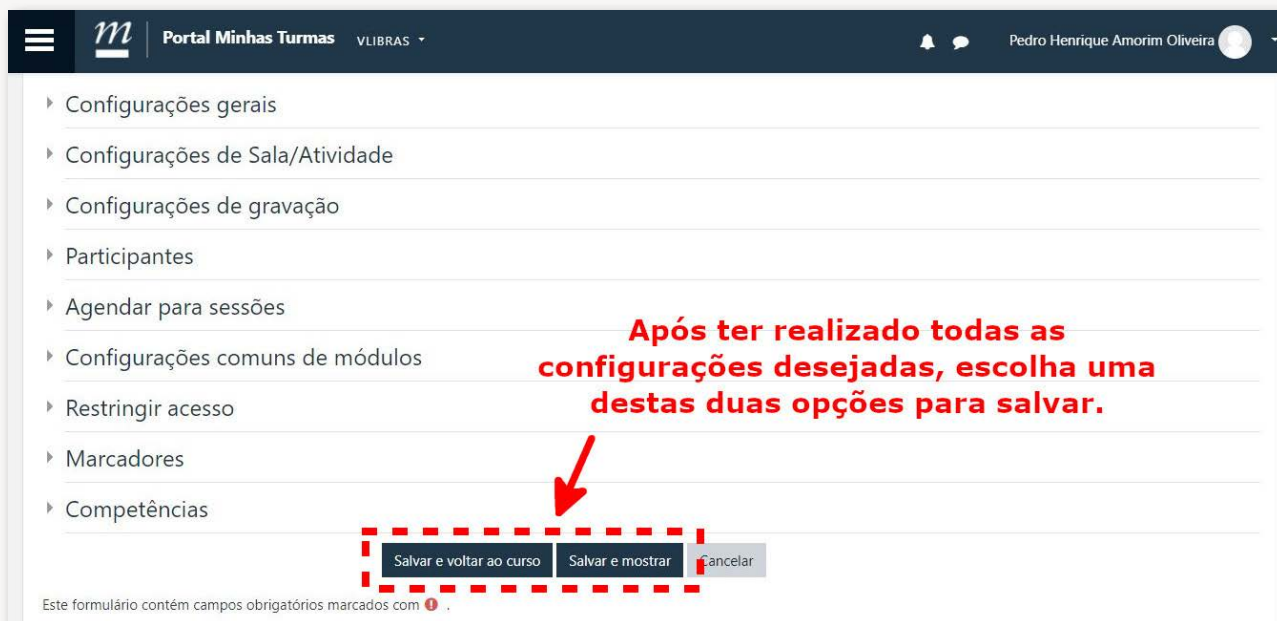 m Portal Minhas Turmas VLIBRAS Pedro Henrique Amorim Oliveira
Configurações gerais
Configurações de Sala/Atividade
Configurações de gravação
Participantes
Agendar para sessões
Configurações comuns de módulos
Restringir acesso
Marcadores
Competências
Após ter realizado todas as
configurações desejadas, escolha uma
destas duas opções para salvar.
Salvar e voltar ao curso Salvar e mostrar Cancelar
Este formulário contém campos obrigatórios marcados com .